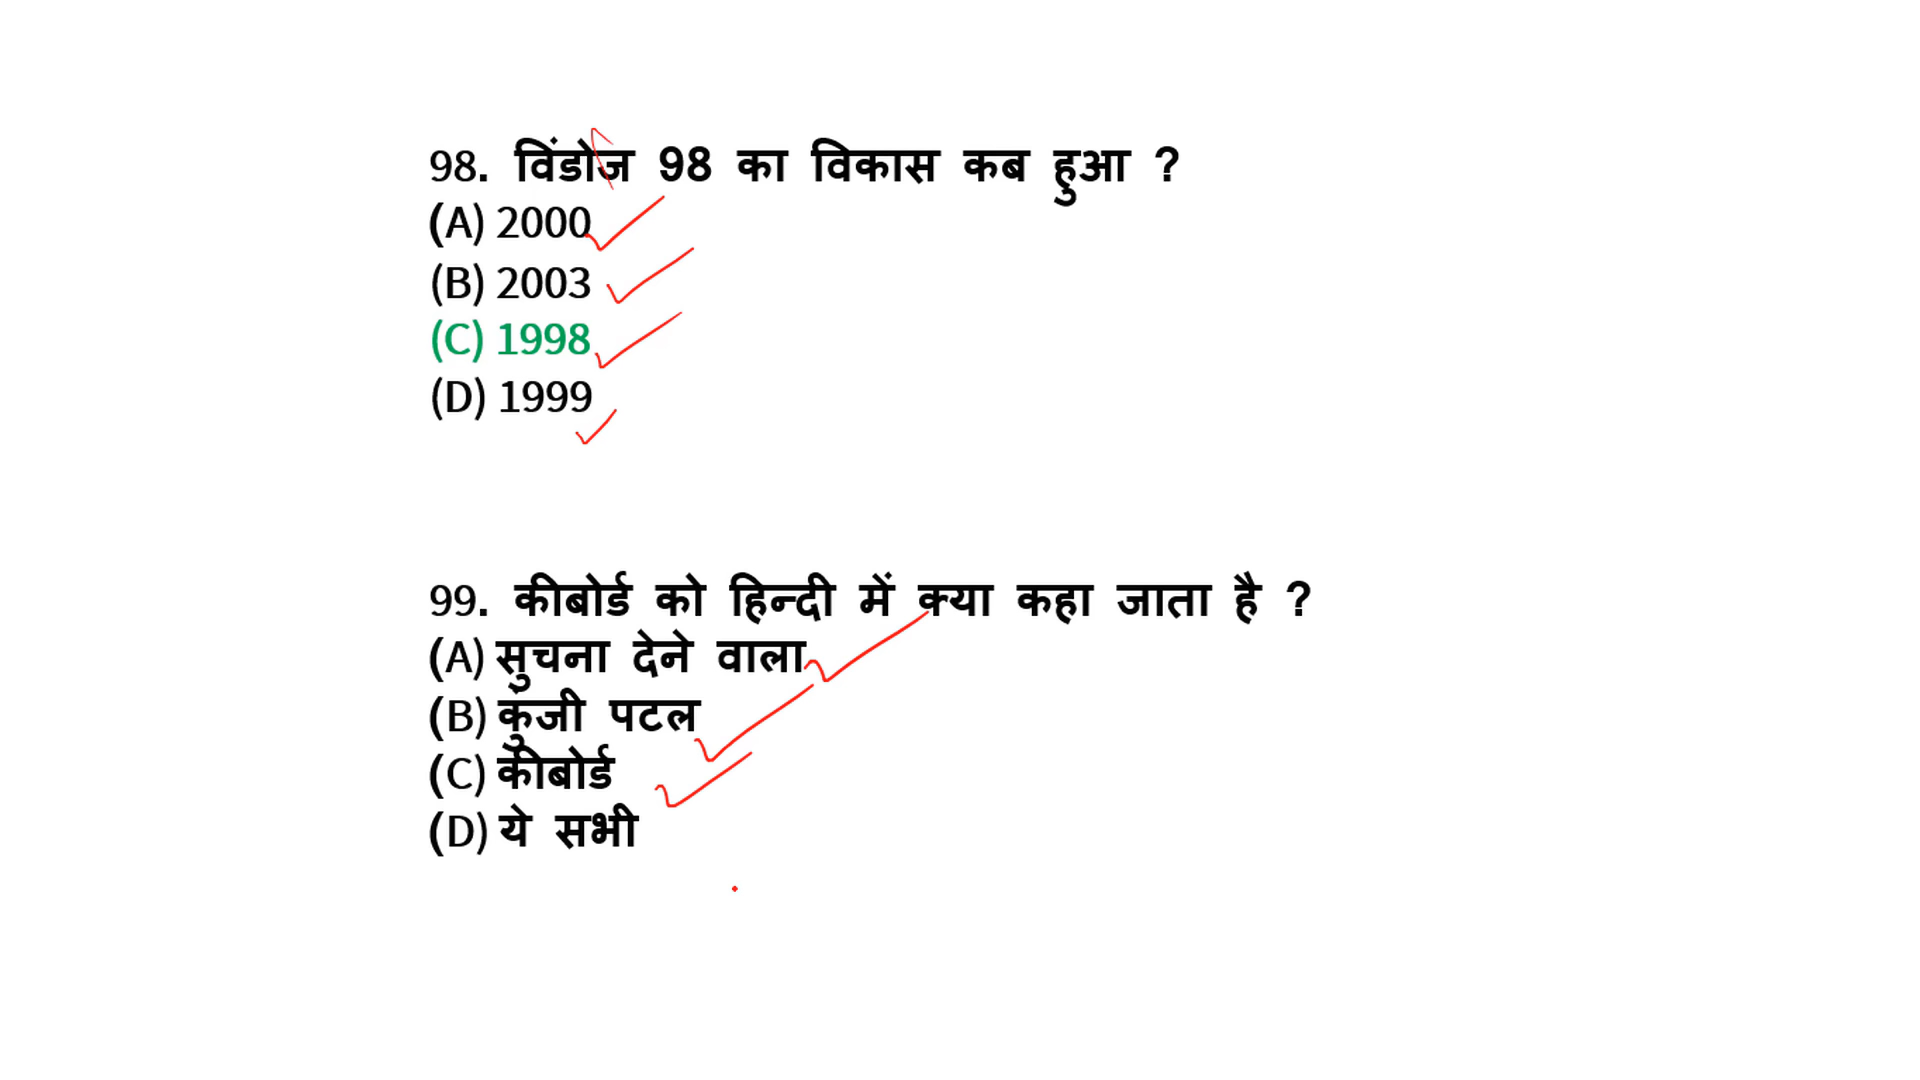 98. विंडोज 98 का विकास कब हुआ ?
(A) 2000
(B) 2003
(C) 1998
(D) 1999
99. कीबोर्ड को हिन्दी में क्या कहा जाता है ?
(A) सुचना देने वाला
(B) कुंजी पटल
(C) कीबोर्ड
(D) ये सभी